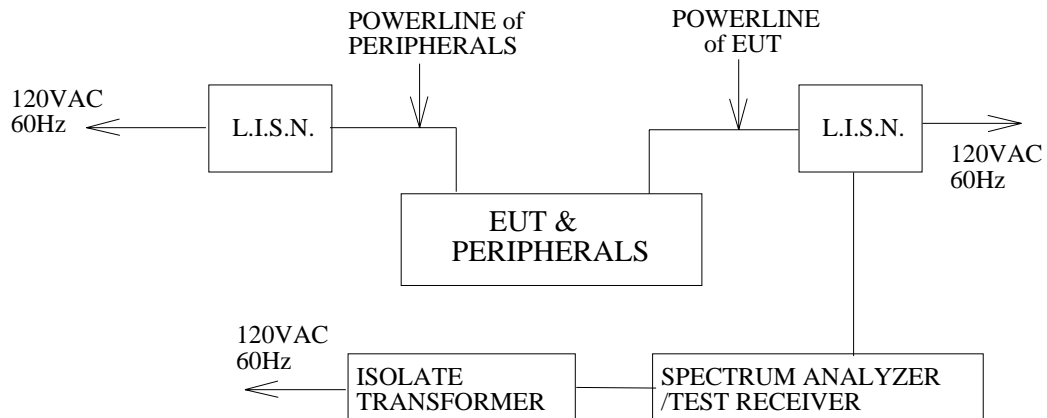 POWERLINE of
PERIPHERALS
POWERLINE
of EUT
120VAC
60Hz
L.I.S.N.
L.I.S.N.
120VAC
60Hz
EUT &
PERIPHERALS
120VAC
60Hz
ISOLATE
TRANSFORMER
SPECTRUM ANALYZER
/TEST RECEIVER